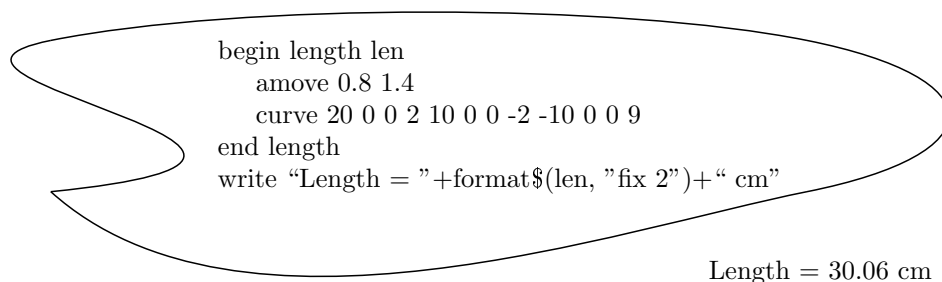 begin length len
amove 0.8 1.4
curve 20 0 0 2 10 0 0 -2 -10 0 0 9
end length
write “Length = ”+format$(len, ”fix 2”)+“ cm”
Length = 30.06 cm